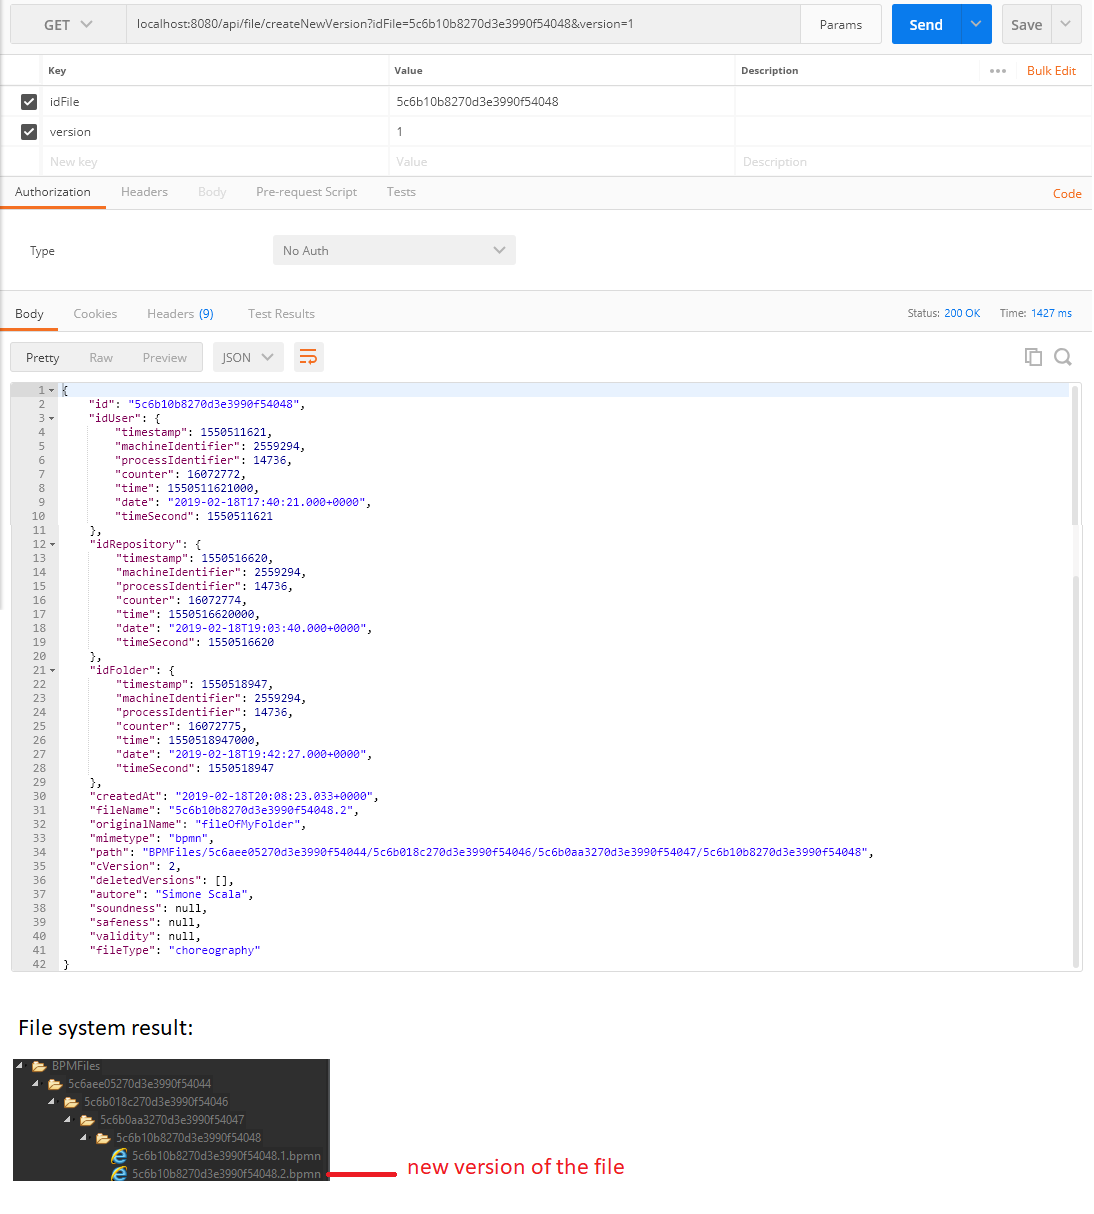 GET localhost:8080/api/file/createNewVersion?idFile=5c6b10b8270d3e3990f54048&version=1 Params Send Save
Key Value Description ••• Bulk Edit
idFile 5c6b10b8270d3e3990f54048
version 1
New key Value Description
Authorization Headers Body Pre-request Script Tests Code
Type No Auth
Body Cookies Headers (9) Test Results Status: 200 OK Time: 1427 ms
Pretty Raw Preview JSON
1 {
2 "id": "5c6b10b8270d3e3990f54048",
3 "idUser": {
4 "timestamp": 1550511621,
5 "machineIdentifier": 2559294,
6 "processIdentifier": 14736,
7 "counter": 16072772,
8 "time": 1550511621000,
9 "date": "2019-02-18T17:40:21.000+0000",
10 "timeSecond": 1550511621
11 },
12 "idRepository": {
13 "timestamp": 1550516620,
14 "machineIdentifier": 2559294,
15 "processIdentifier": 14736,
16 "counter": 16072774,
17 "time": 1550516620000,
18 "date": "2019-02-18T19:03:40.000+0000",
19 "timeSecond": 1550516620
20 },
21 "idFolder": {
22 "timestamp": 1550518947,
23 "machineIdentifier": 2559294,
24 "processIdentifier": 14736,
25 "counter": 16072775,
26 "time": 1550518947000,
27 "date": "2019-02-18T19:42:27.000+0000",
28 "timeSecond": 1550518947
29 },
30 "createdAt": "2019-02-18T20:08:23.033+0000",
31 "fileName": "5c6b10b8270d3e3990f54048.2",
32 "originalName": "fileOfMyFolder",
33 "mimetype": "bpmn",
34 "path": "BPMFiles/5c6aee05270d3e3990f54044/5c6b018c270d3e3990f54046/5c6b0aa3270d3e3990f54047/5c6b10b8270d3e3990f54048",
35 "cVersion": 2,
36 "deletedVersions": [],
37 "autore": "Simone Scala",
38 "soundness": null,
39 "safeness": null,
40 "validity": null,
41 "fileType": "choreography"
42 }
File system result:
BPMFiles
5c6aee05270d3e3990f54044
5c6b018c270d3e3990f54046
5c6b0aa3270d3e3990f54047
5c6b10b8270d3e3990f54048
5c6b10b8270d3e3990f54048.1.bpmn
5c6b10b8270d3e3990f54048.2.bpmn new version of the file